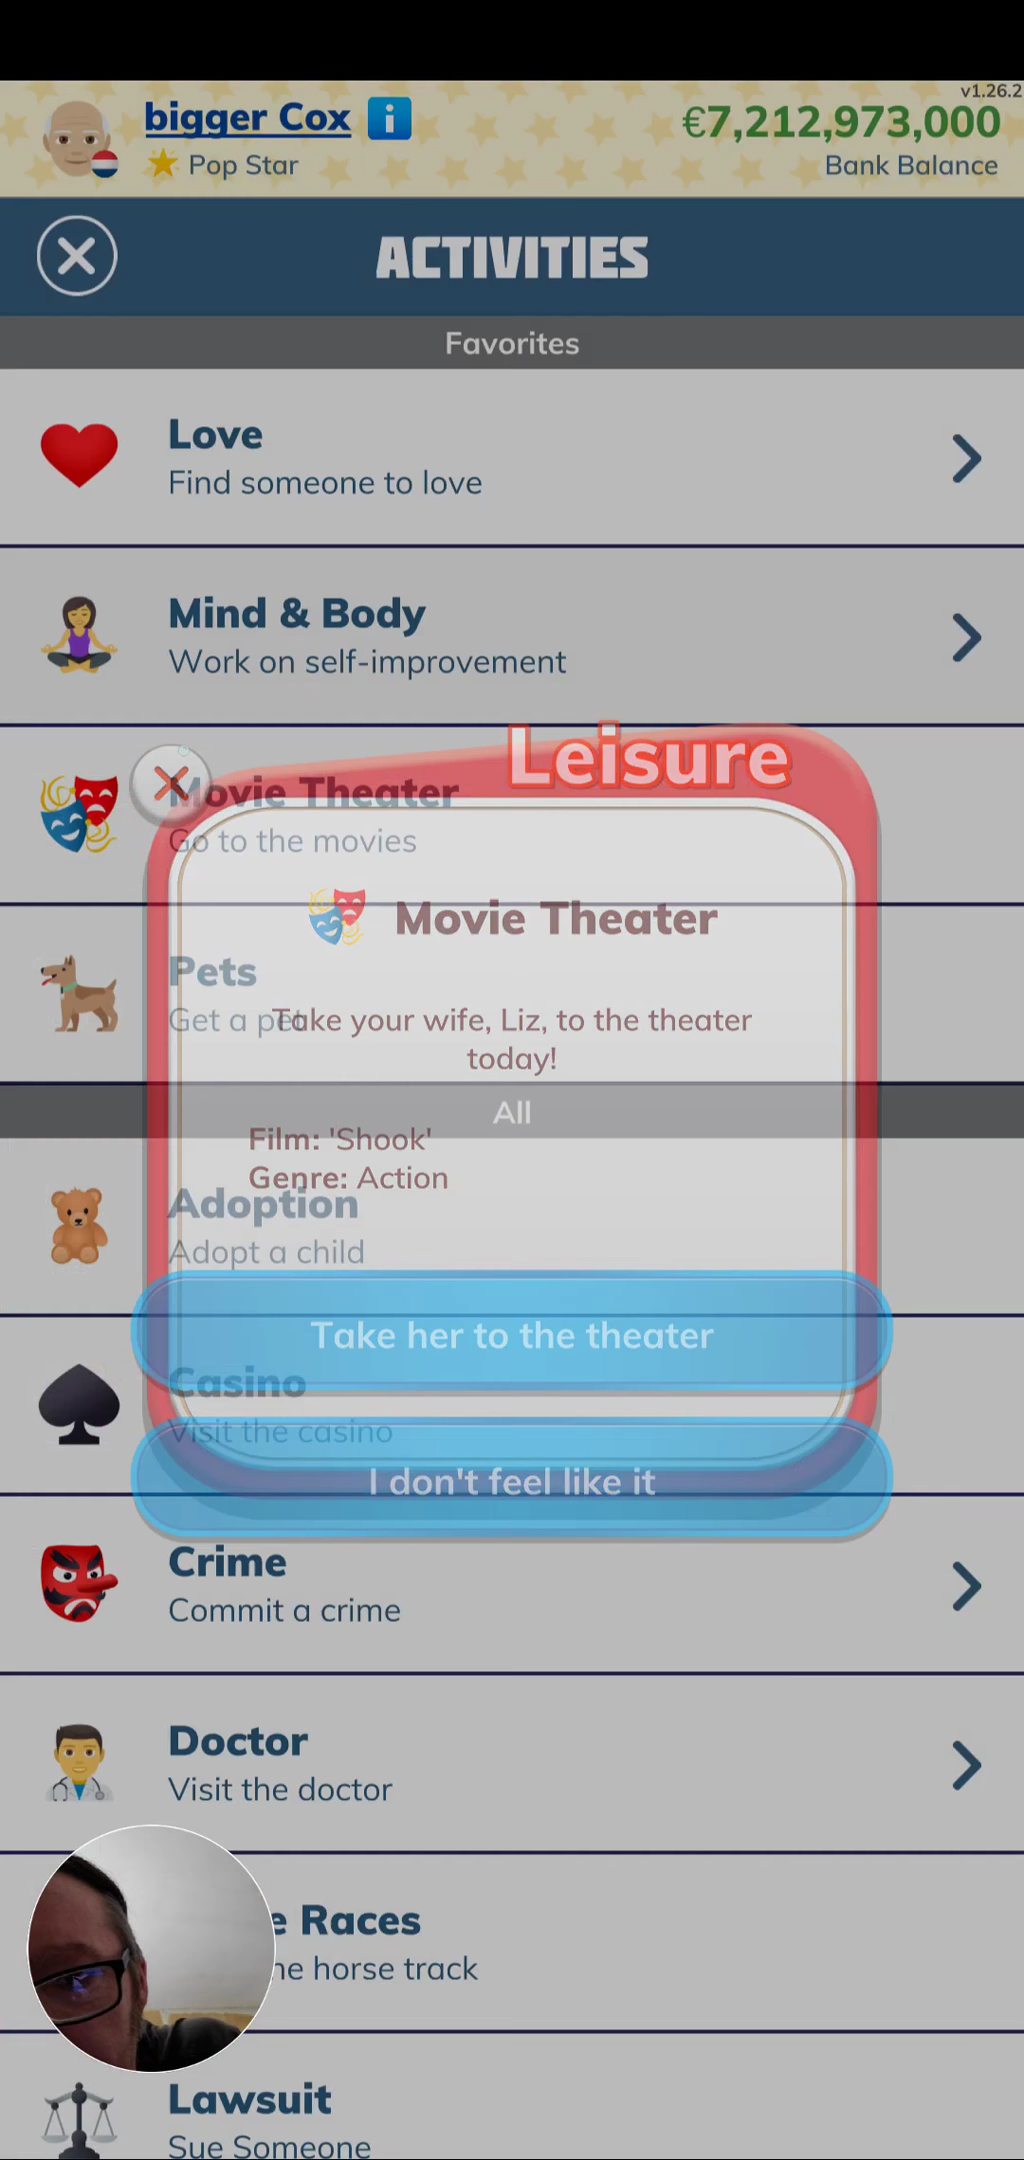 v1.26.2
bigger Cox i
€7,212,973,000
Pop Star
Bank Balance
ACTIVITIES
Favorites
Love
Find someone to love
Mind & Body
Work on self-improvement
Leisure
Movie Theater
Go to the movies
Movie Theater
Pets
Get a pet
Take your wife, Liz, to the theater
today!
All
Film: 'Shook'
Genre: Action
Adoption
Adopt a child
Take her to the theater
Casino
Visit the casino
I don't feel like it
Crime
Commit a crime
Doctor
Visit the doctor
e Races
he horse track
Lawsuit
Sue Someone